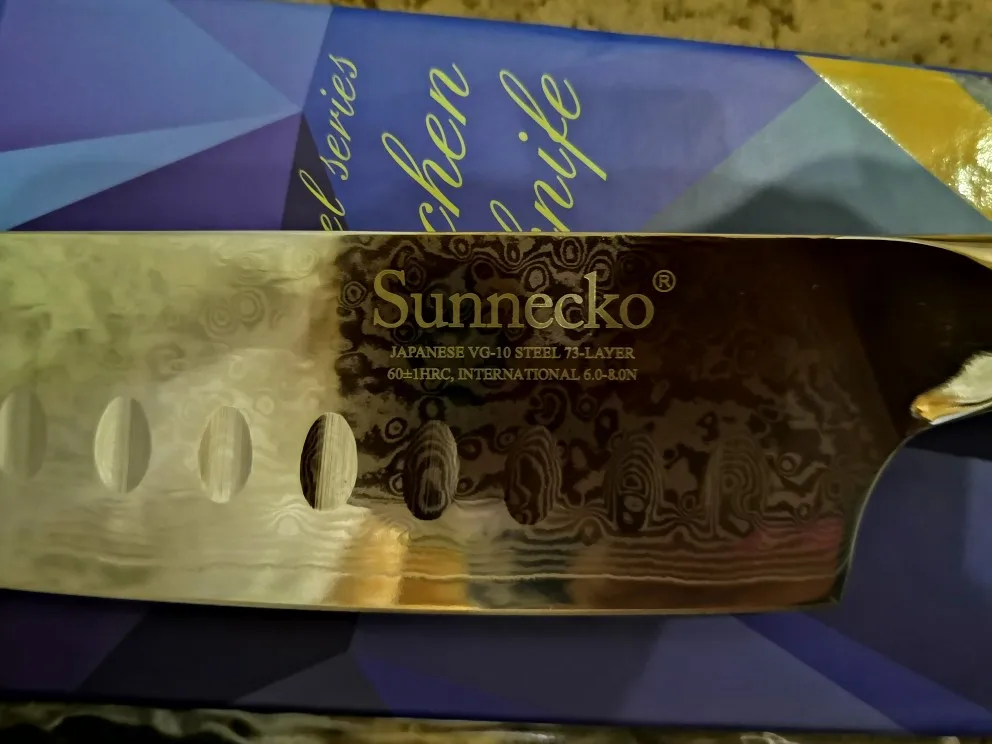 series
Sunnecko®
JAPANESE VG-10 STEEL 73-LAYER
60±1HRC, INTERNATIONAL 6.0-8.0N